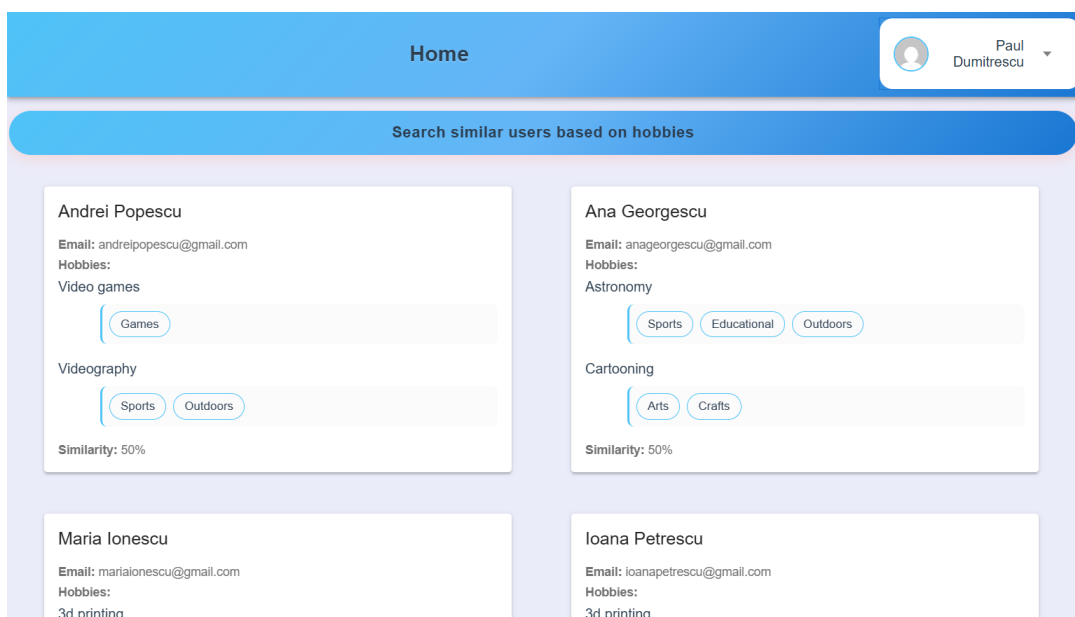 Home
Paul
Dumitrescu
Search similar users based on hobbies
Andrei Popescu
Email: andreipopescu@gmail.com
Hobbies:
Video games
Games
Videography
Sports Outdoors
Similarity: 50%
Ana Georgescu
Email: anageorgescu@gmail.com
Hobbies:
Astronomy
Sports Educational Outdoors
Cartooning
Arts Crafts
Similarity: 50%
Maria Ionescu
Email: mariaionescu@gmail.com
Hobbies:
3d printing
Ioana Petrescu
Email: ioanapetrescu@gmail.com
Hobbies:
3d printing